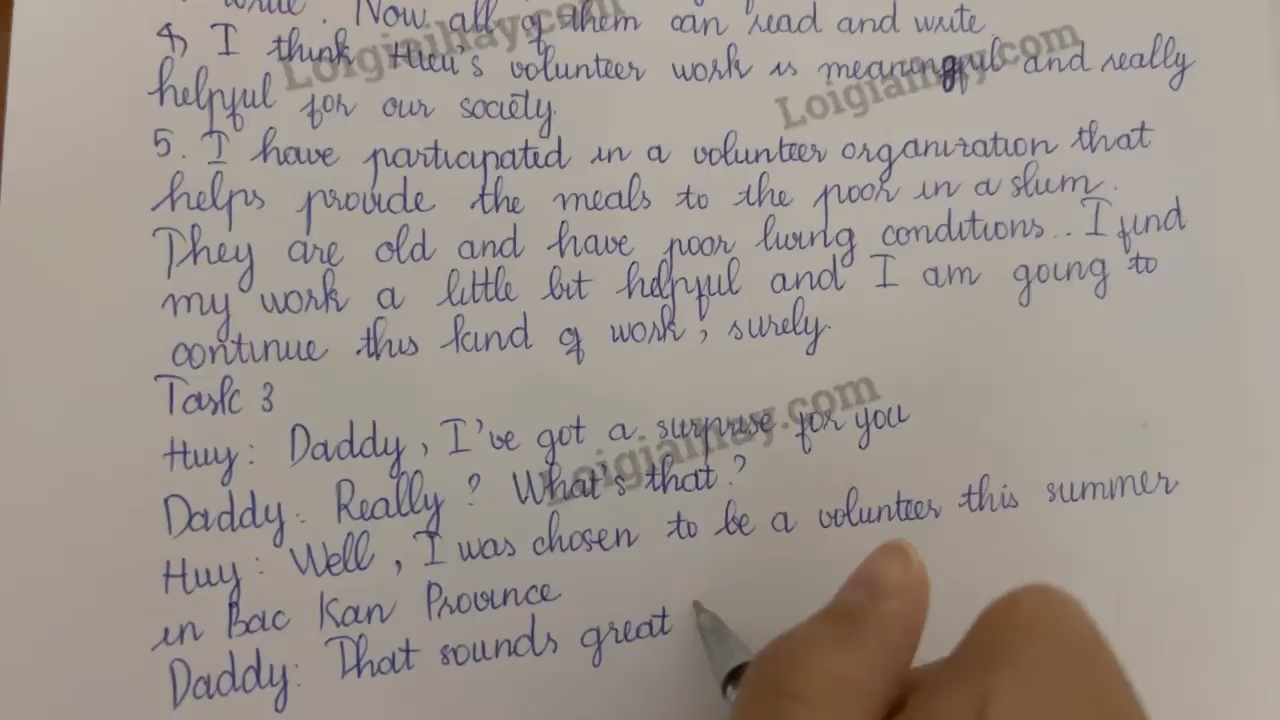 write. Now all of them can read and write
4) I think Hieu's volunteer work is meaningful and really
helpful for our society.
5. I have participated in a volunteer organization that
helps provide the meals to the poor in a slum.
They are old and have poor living conditions.. I find
my work a little bit helpful and I am going to
continue this kind of work, surely.
Task 3
Huy: Daddy, I've got a surprise for you
Daddy: Really? What's that?
Huy: Well, I was chosen to be a volunteer this summer
in Bac Kan Province
Daddy: That sounds great
Loigiaihay.com
Loigiaihay.com
Loigiaihay.com